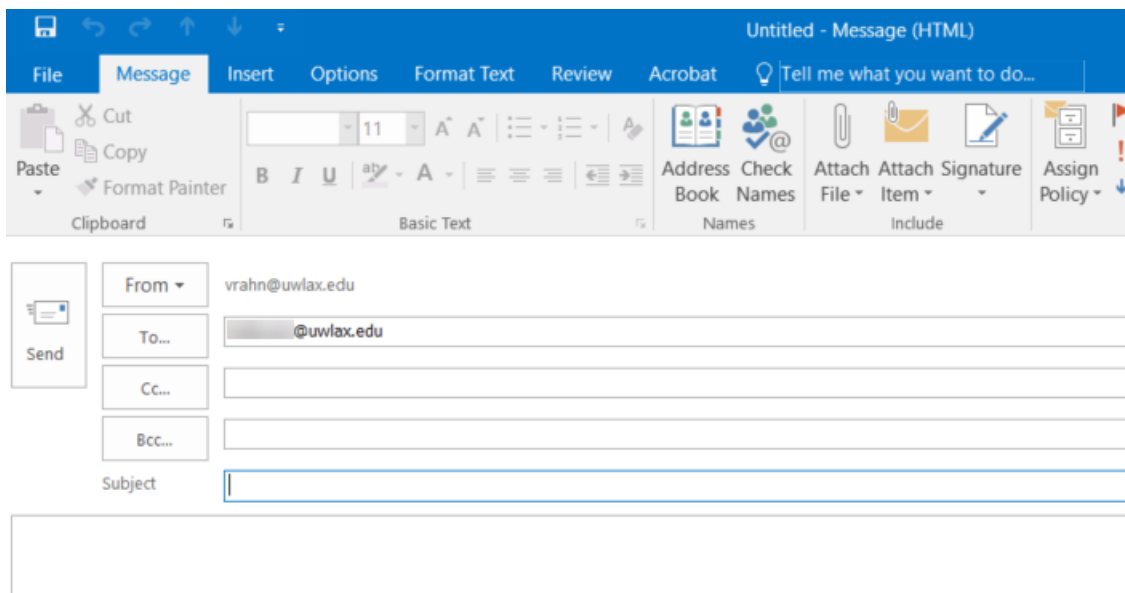 Untitled - Message (HTML)
File Message Insert Options Format Text Review Acrobat Tell me what you want to do...
Paste
Cut
Copy
Format Painter
Clipboard
11
B I U
Basic Text
Address Book
Check Names
Names
Attach File
Attach Item
Signature
Include
Assign Policy
Send
From vrahn@uwlax.edu
To... @uwlax.edu
Cc...
Bcc...
Subject